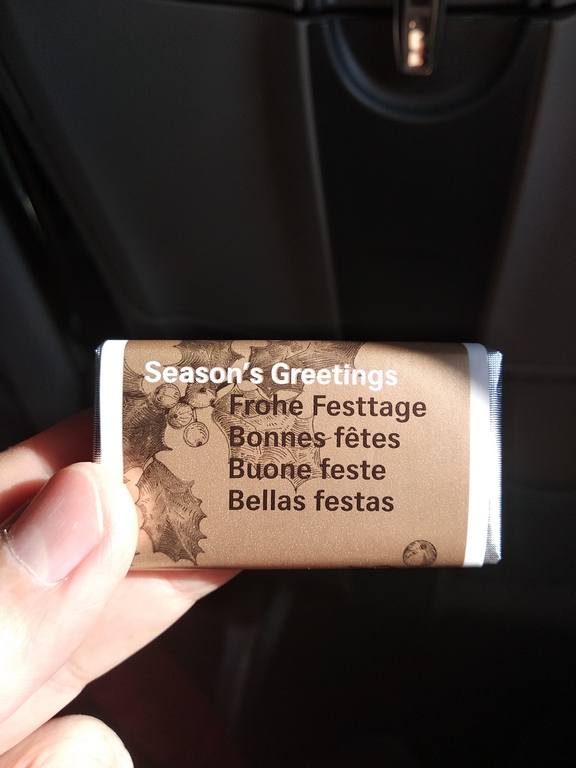 Season's Greetings
Frohe Festtage
Bonnes fêtes
Buone feste
Bellas festas